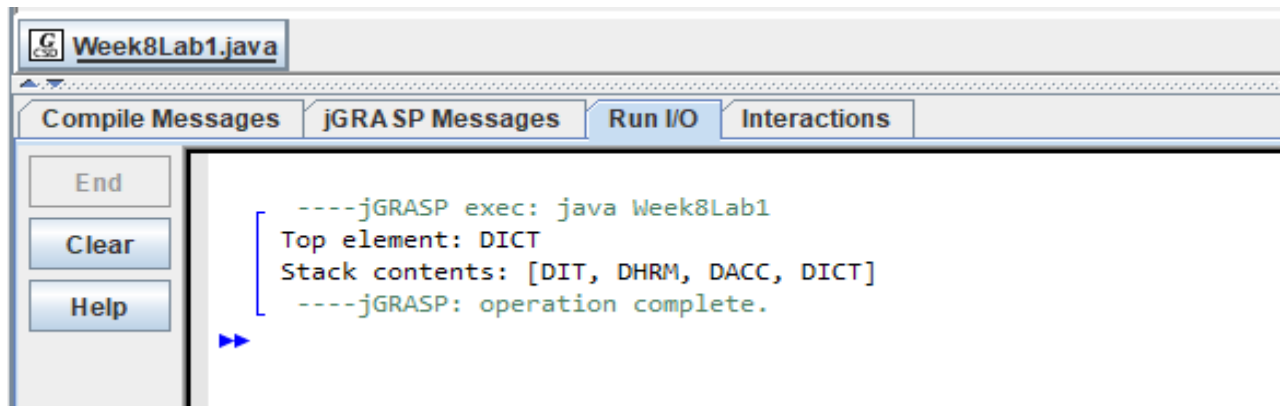 G
CSD
Week8Lab1.java
Compile Messages jGRASP Messages Run I/O Interactions
End
Clear
Help
----jGRASP exec: java Week8Lab1
Top element: DICT
Stack contents: [DIT, DHRM, DACC, DICT]
----jGRASP: operation complete.